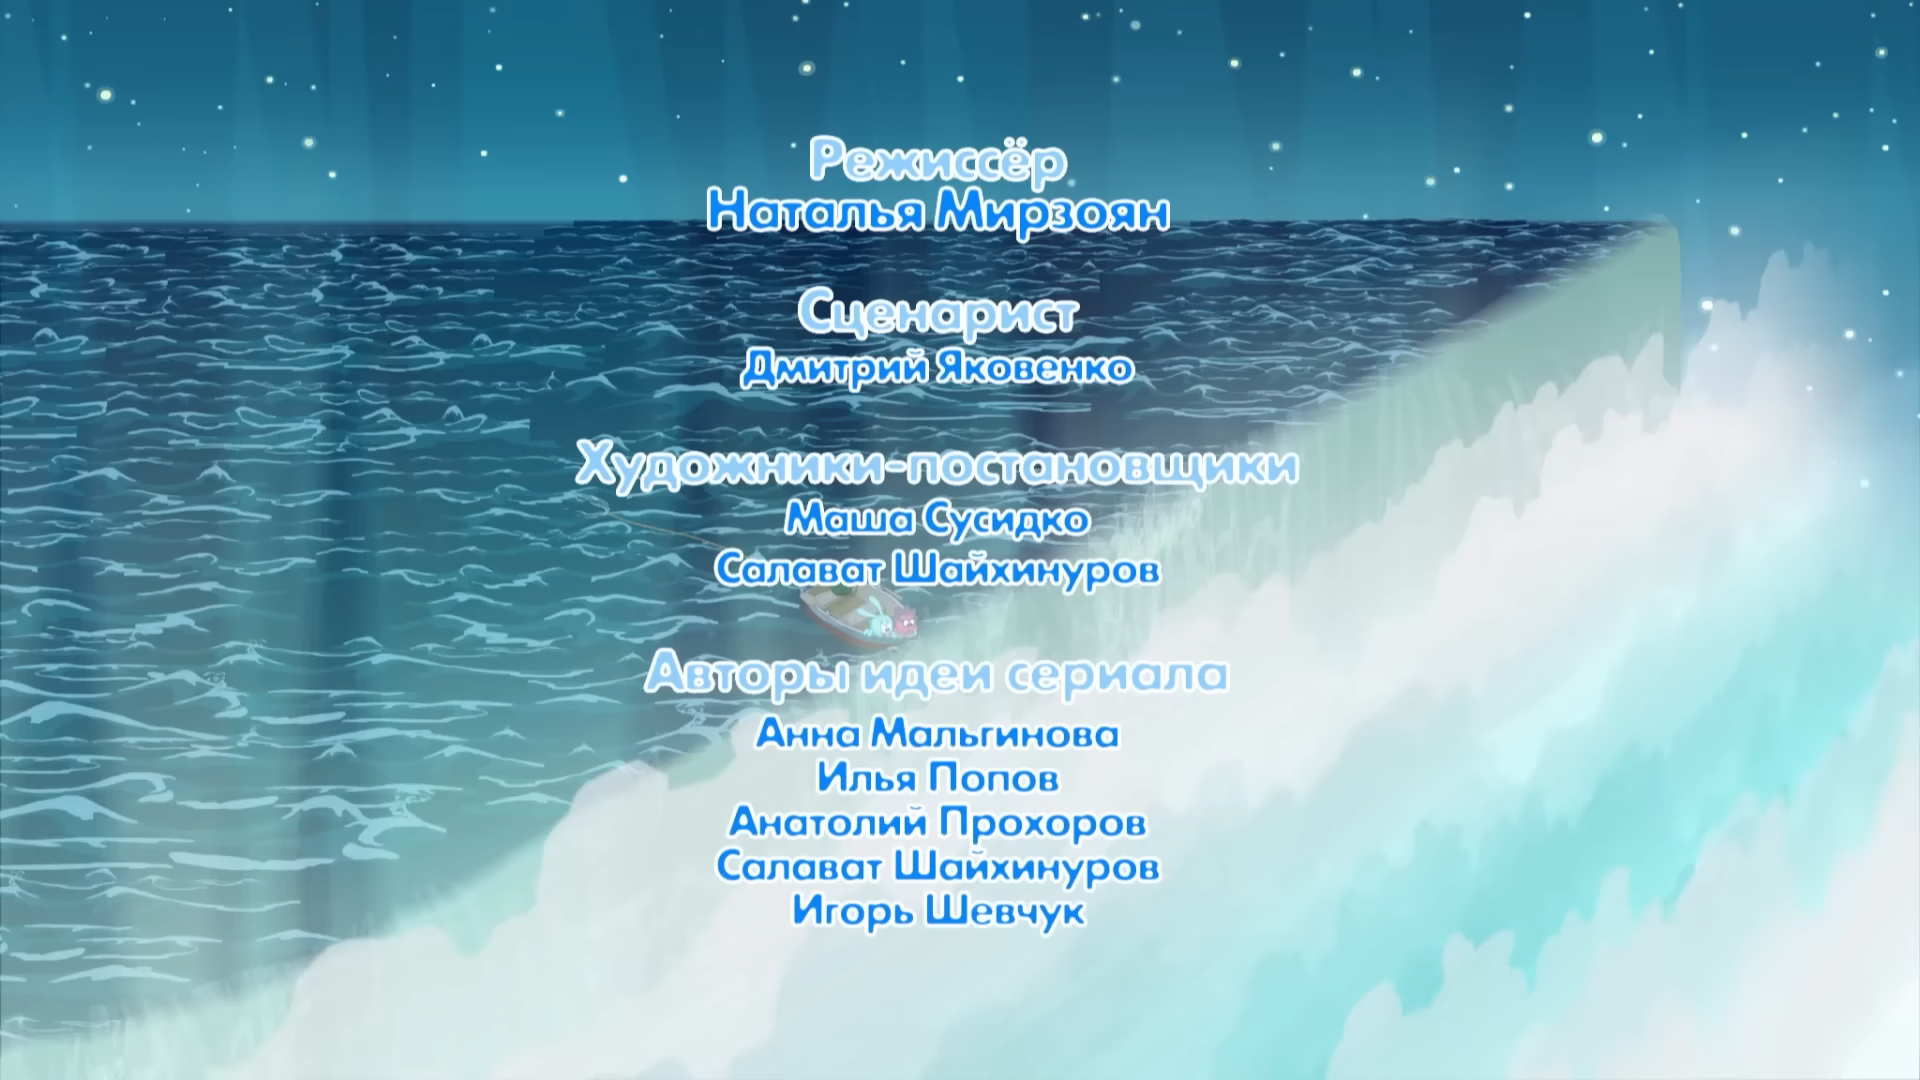 Режиссёр
Наталья Мирзоян
Сценарист
Дмитрий Яковенко
Художники-постановщики
Маша Сусидко
Салават Шайхинуров
Авторы идеи сериала
Анна Мальгинова
Илья Попов
Анатолий Прохоров
Салават Шайхинуров
Игорь Шевчук